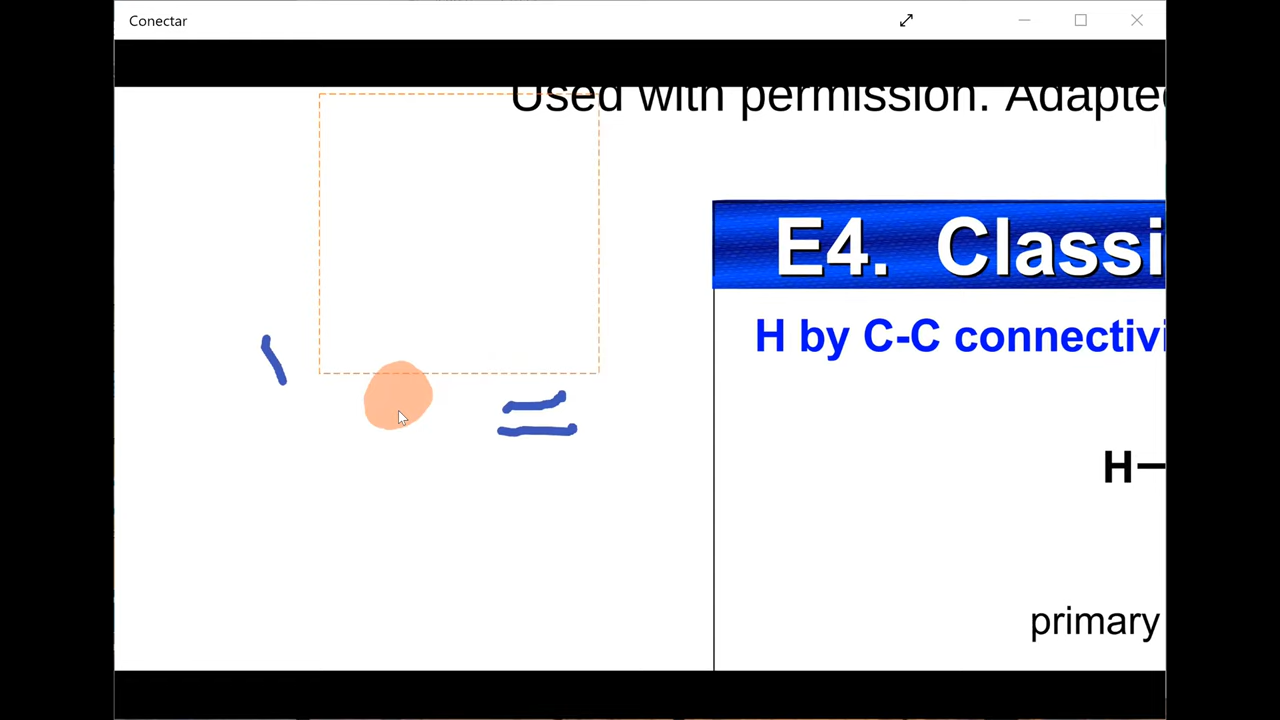 Conectar
Used with permission. Adapted
E4. Classi
H by C-C connectivi
H
primary